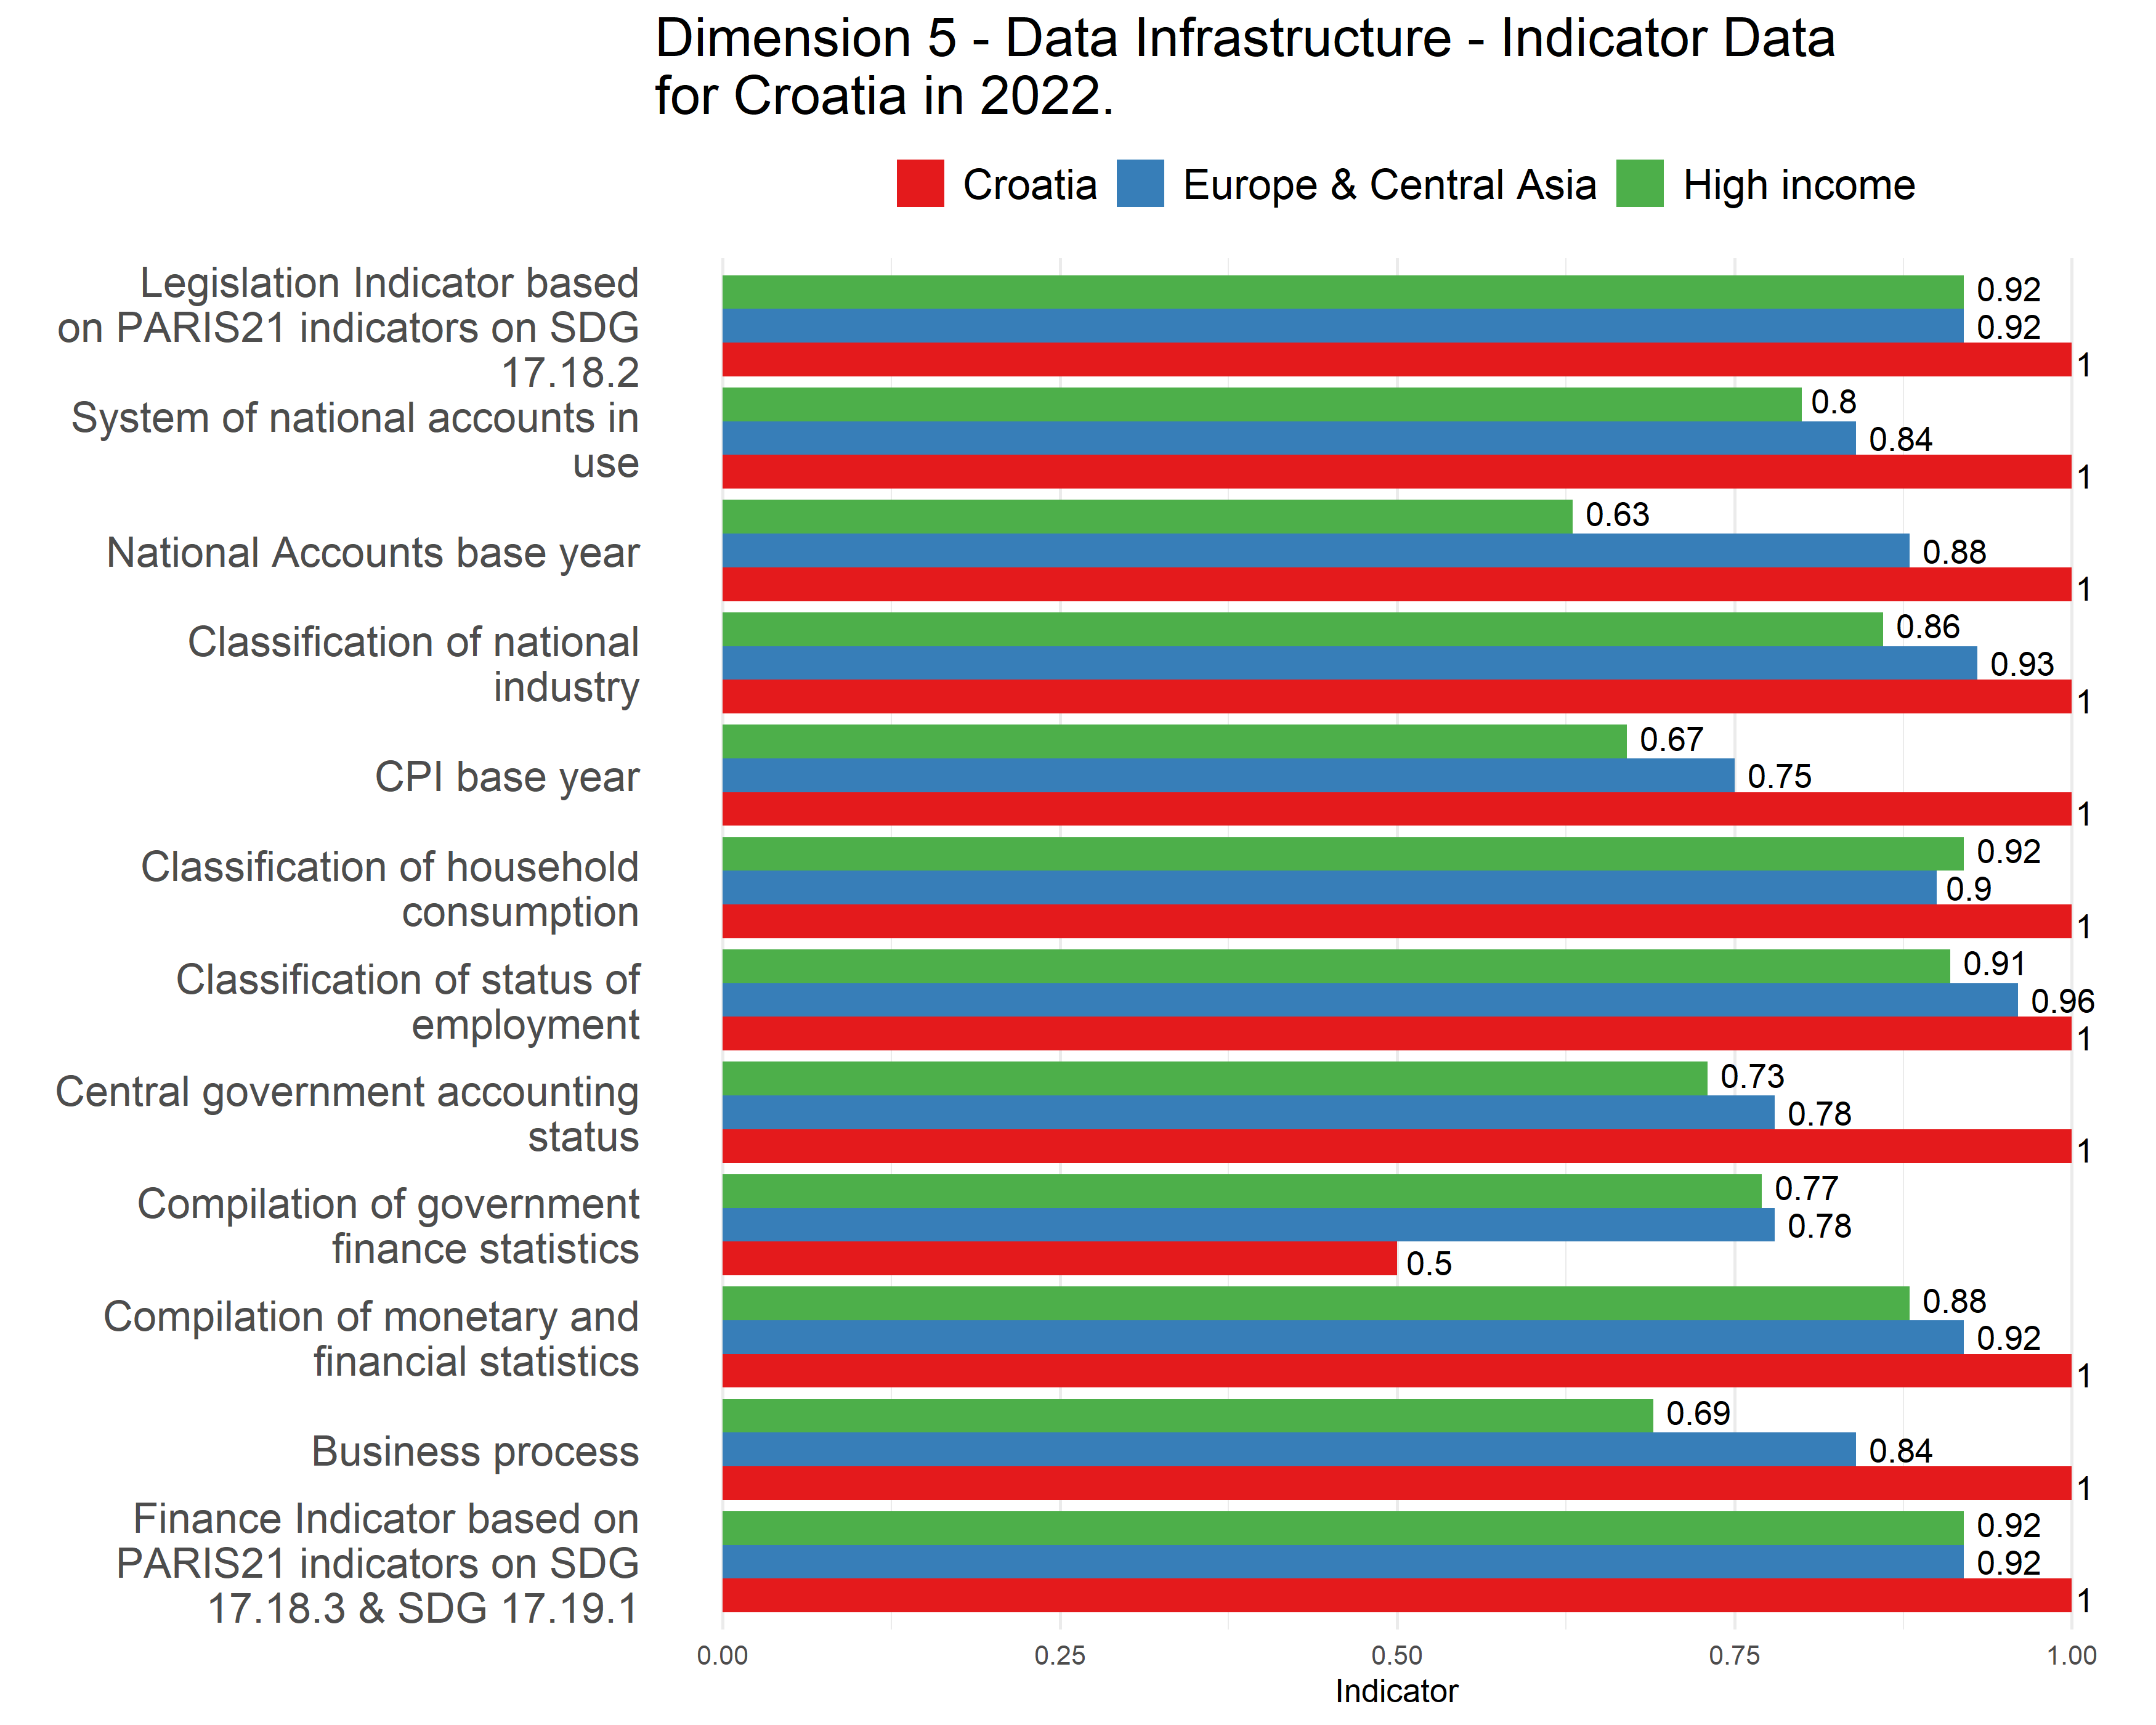 Dimension 5 - Data Infrastructure - Indicator Data
for Croatia in 2022.
Croatia
Europe & Central Asia
High income
Legislation Indicator based
on PARIS21 indicators on SDG
17.18.2
0.92
0.92
1
System of national accounts in
use
0.8
0.84
1
National Accounts base year
0.63
0.88
1
Classification of national
industry
0.86
0.93
1
CPI base year
0.67
0.75
1
Classification of household
consumption
0.92
0.9
1
Classification of status of
employment
0.91
0.96
1
Central government accounting
status
0.73
0.78
1
Compilation of government
finance statistics
0.77
0.78
0.5
Compilation of monetary and
financial statistics
0.88
0.92
1
Business process
0.69
0.84
1
Finance Indicator based on
PARIS21 indicators on SDG
17.18.3 & SDG 17.19.1
0.92
0.92
1
0.00
0.25
0.50
0.75
1.00
Indicator